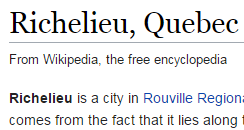 Richelieu, Quebec
From Wikipedia, the free encyclopedia
Richelieu is a city in Rouville Regiona
comes from the fact that it lies along